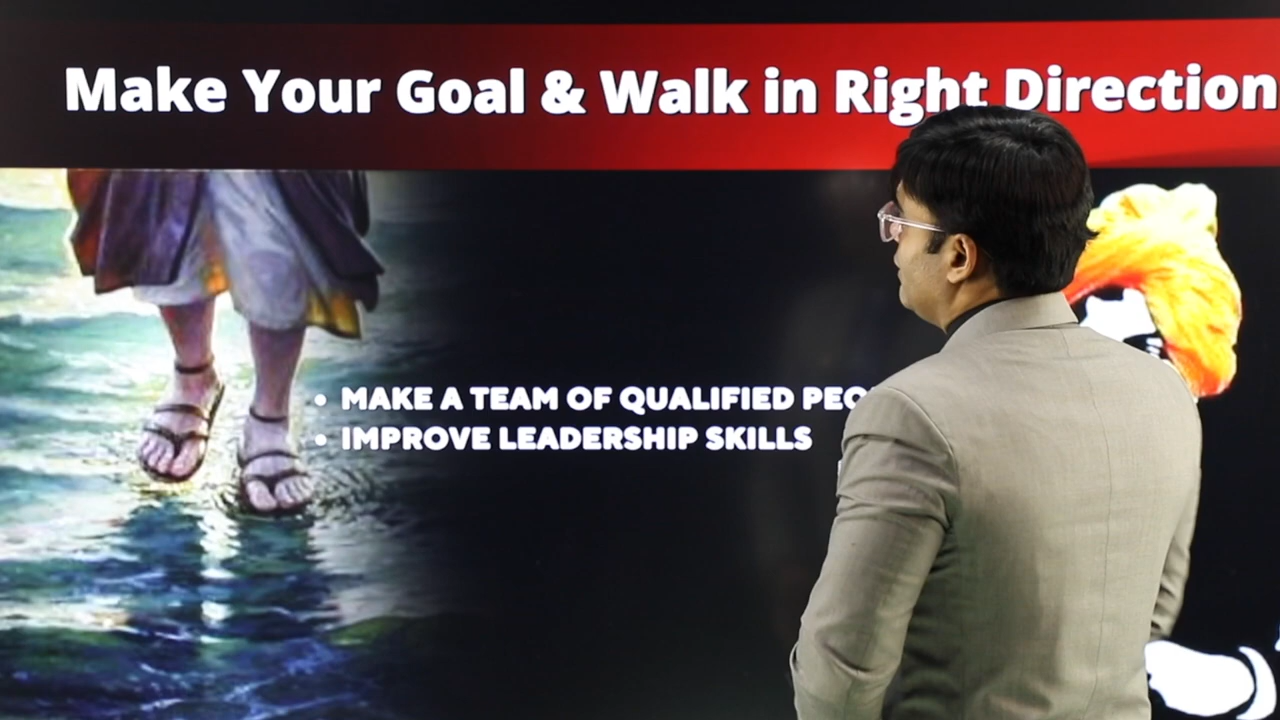 Make Your Goal & Walk in Right Direction
• MAKE A TEAM OF QUALIFIED
• IMPROVE LEADERSHIP SKILLS